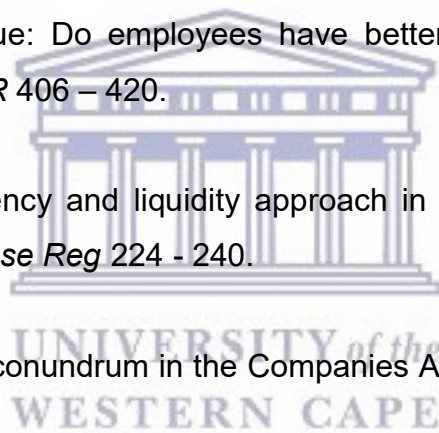 ue: Do employees have better
R 406 – 420.
ency and liquidity approach in
se Reg 224 - 240.
UNIVERSITY of the
conundrum in the Companies A
WESTERN CAPE